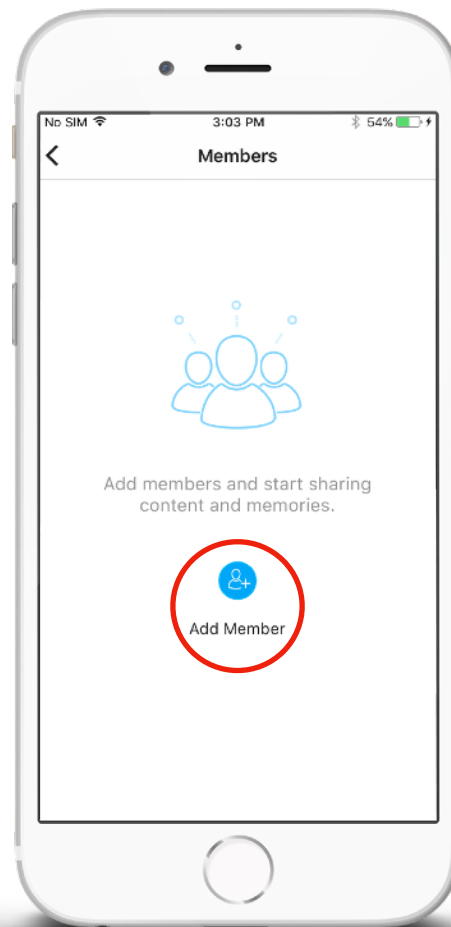 No SIM 3:03 PM 54%
Members
Add members and start sharing
content and memories.
Add Member